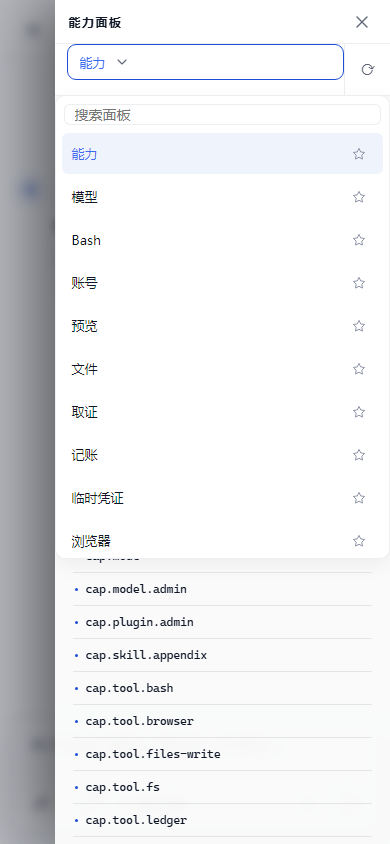 能力面板
能力
搜索面板
能力
模型
Bash
账号
预览
文件
取证
记账
临时凭证
浏览器
cap.model.admin
cap.plugin.admin
cap.skill.appendix
cap.tool.bash
cap.tool.browser
cap.tool.files-write
cap.tool.fs
cap.tool.ledger